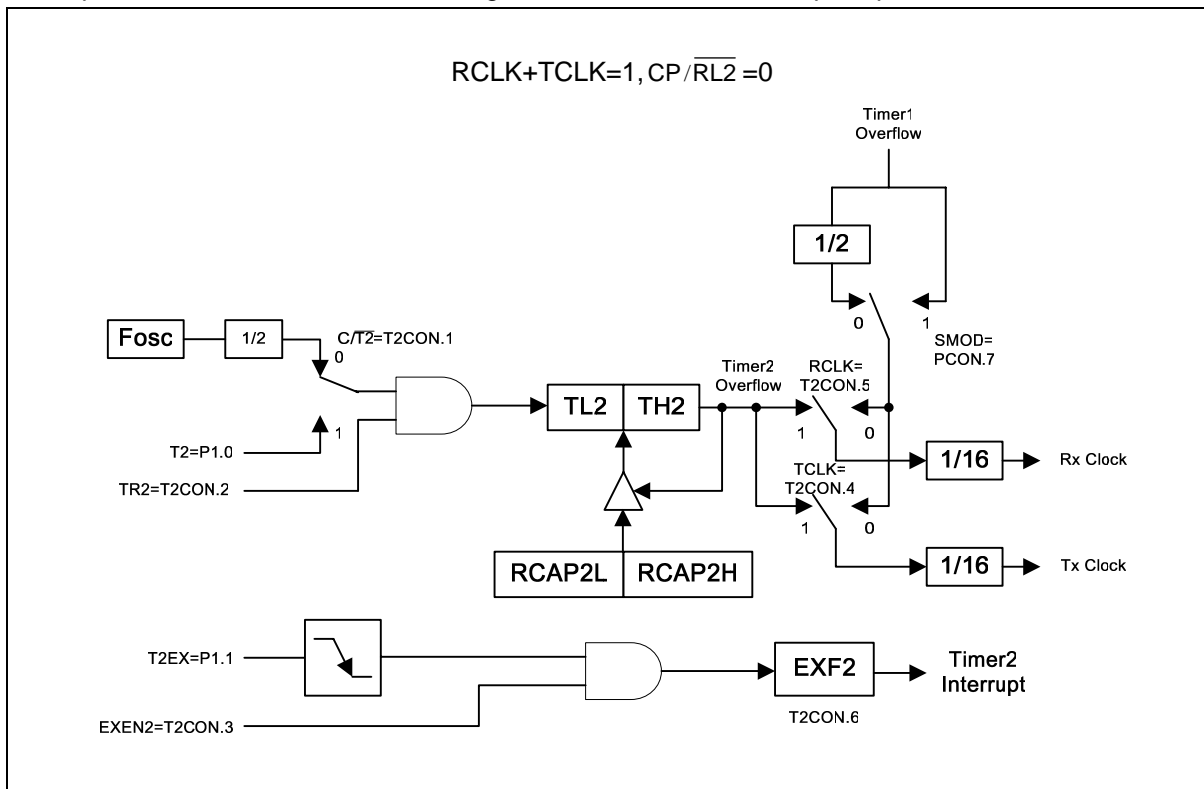 RCLK+TCLK=1, CP/RL2=0
Timer1
Overflow
1/2
0
1
SMOD=
PCON.7
Fosc
1/2
C/T2=T2CON.1
0
1
T2=P1.0
TR2=T2CON.2
TL2
TH2
Timer2
Overflow
RCLK=
T2CON.5
1
0
1/16
Rx Clock
TCLK=
T2CON.4
1
0
1/16
Tx Clock
RCAP2L
RCAP2H
T2EX=P1.1
EXEN2=T2CON.3
EXF2
T2CON.6
Timer2
Interrupt